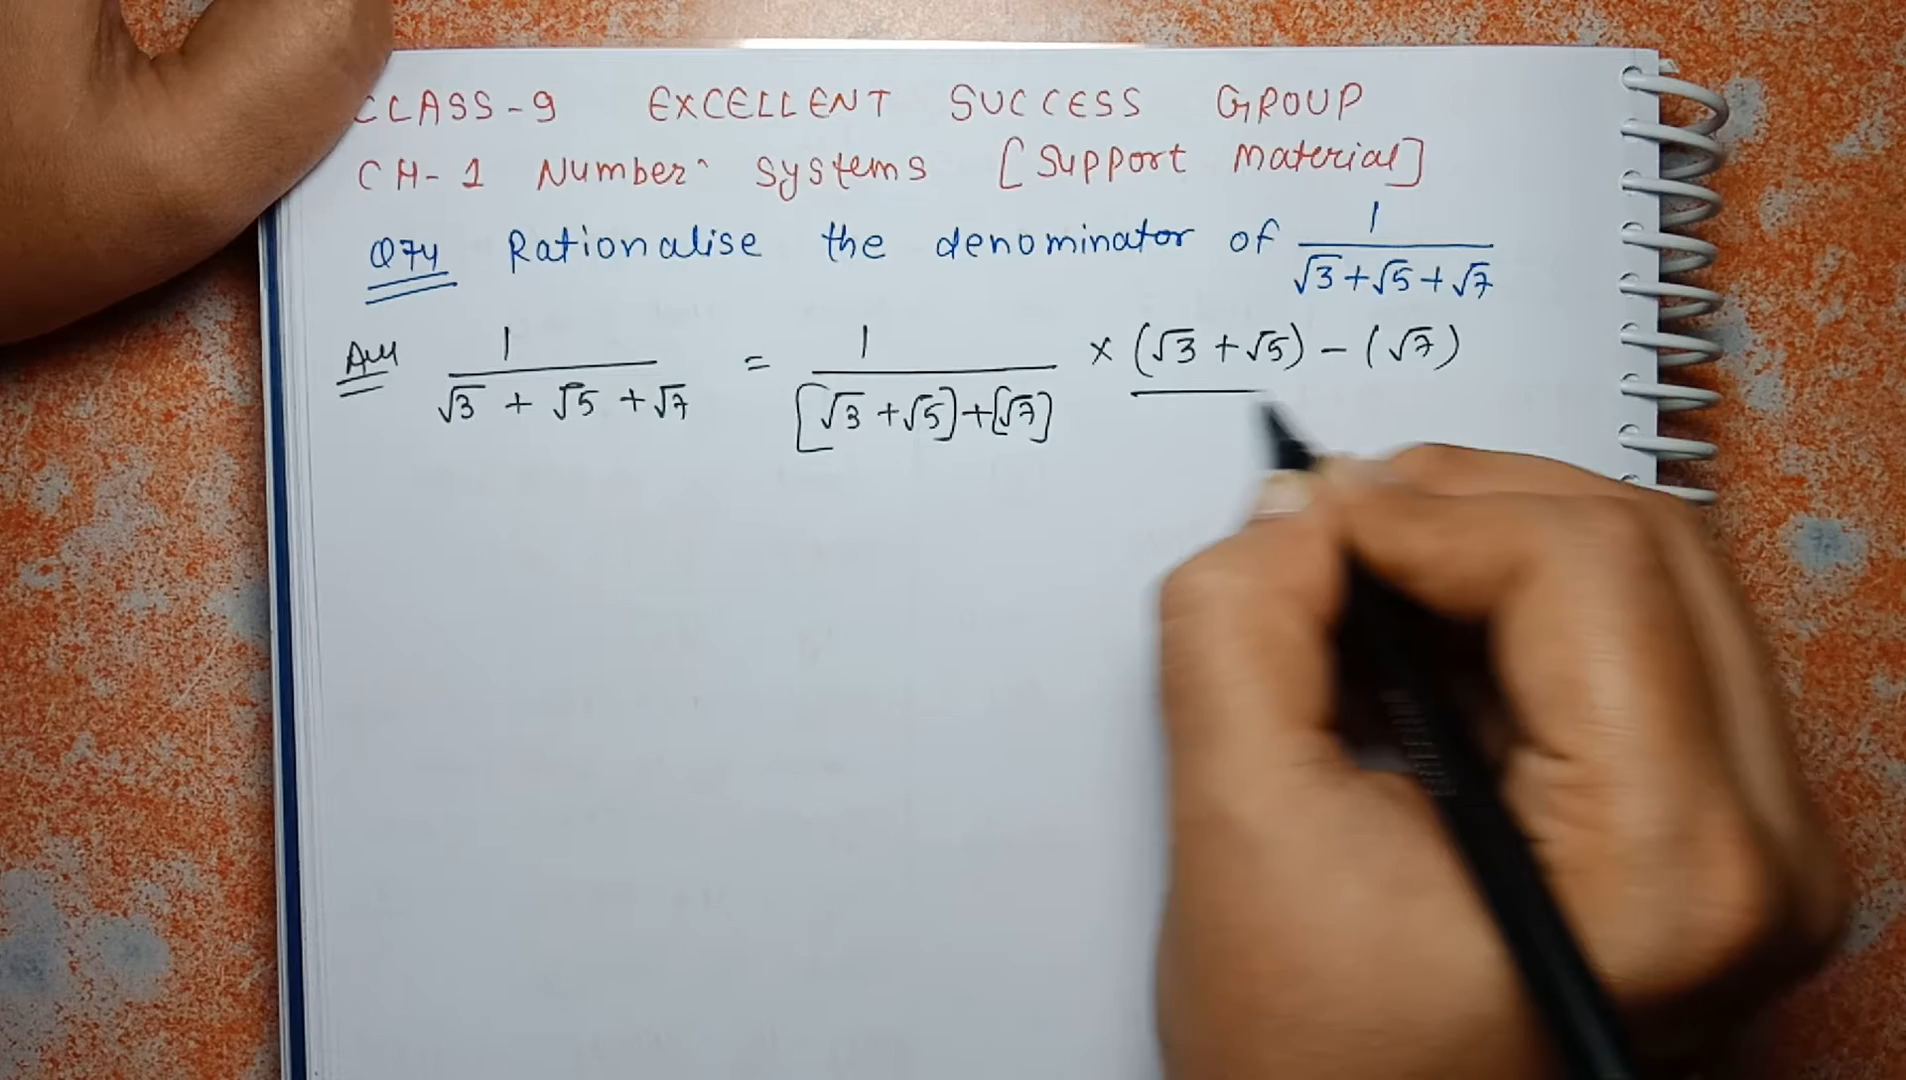 CLASS-9 EXCELLENT SUCCESS GROUP
CH-1 Number Systems [Support Material]
Q74 Rationalise the denominator of 1/(√3+√5+√7)
Ans 1/(√3 + √5 + √7) = 1/([√3 + √5]+[√7]) × (√3 + √5) - (√7)